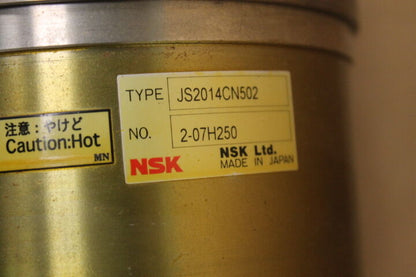 TYPE JS2014CN502
NO. 2-07H250
NSK NSK Ltd.
MADE IN JAPAN
注意:やけど
Caution:Hot
MN